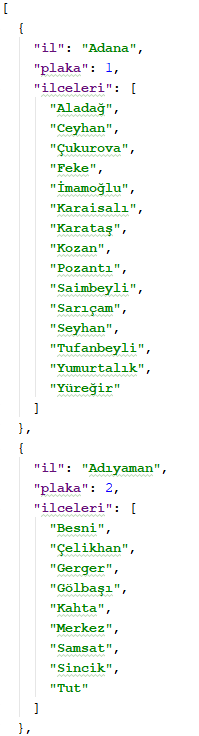 [
{
"il": "Adana",
"plaka": 1,
"ilceleri": [
"Aladağ",
"Ceyhan",
"Çukurova",
"Feke",
"İmamoğlu",
"Karaisalı",
"Karataş",
"Kozan",
"Pozantı",
"Saimbeyli",
"Sarıçam",
"Seyhan",
"Tufanbeyli",
"Yumurtalık",
"Yüreğir"
]
},
{
"il": "Adıyaman",
"plaka": 2,
"ilceleri": [
"Besni",
"Çelikhan",
"Gerger",
"Gölbaşı",
"Kahta",
"Merkez",
"Samsat",
"Sincik",
"Tut"
]
},